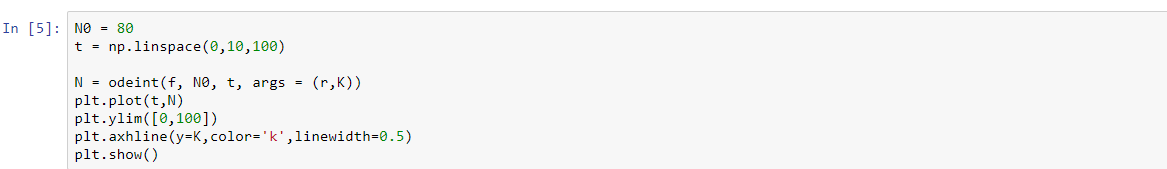 In [5]: N0 = 80
t = np.linspace(0,10,100)
N = odeint(f, N0, t, args = (r,K))
plt.plot(t,N)
plt.ylim([0,100])
plt.axhline(y=K,color='k',linewidth=0.5)
plt.show()